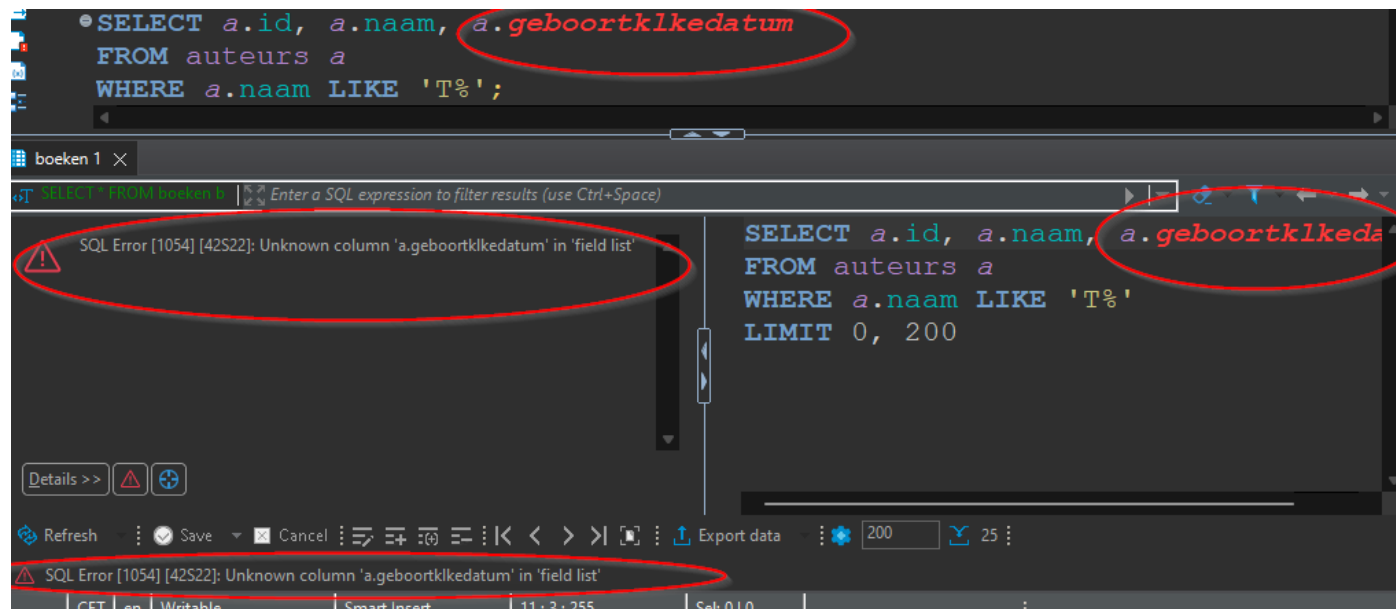 SELECT a.id, a.naam, a.geboortklkedatum
FROM auteurs a
WHERE a.naam LIKE 'T%';
boeken 1
SELECT * FROM boeken b Enter a SQL expression to filter results (use Ctrl+Space)
SQL Error [1054] [42S22]: Unknown column 'a.geboortklkedatum' in 'field list'
SELECT a.id, a.naam, a.geboortklkeda
FROM auteurs a
WHERE a.naam LIKE 'T%'
LIMIT 0, 200
Details >>
Refresh Save Cancel Export data 200 25
SQL Error [1054] [42S22]: Unknown column 'a.geboortklkedatum' in 'field list'
CET en Writable Smart Insert 11 : 3 : 255 Sel: 0 | 0